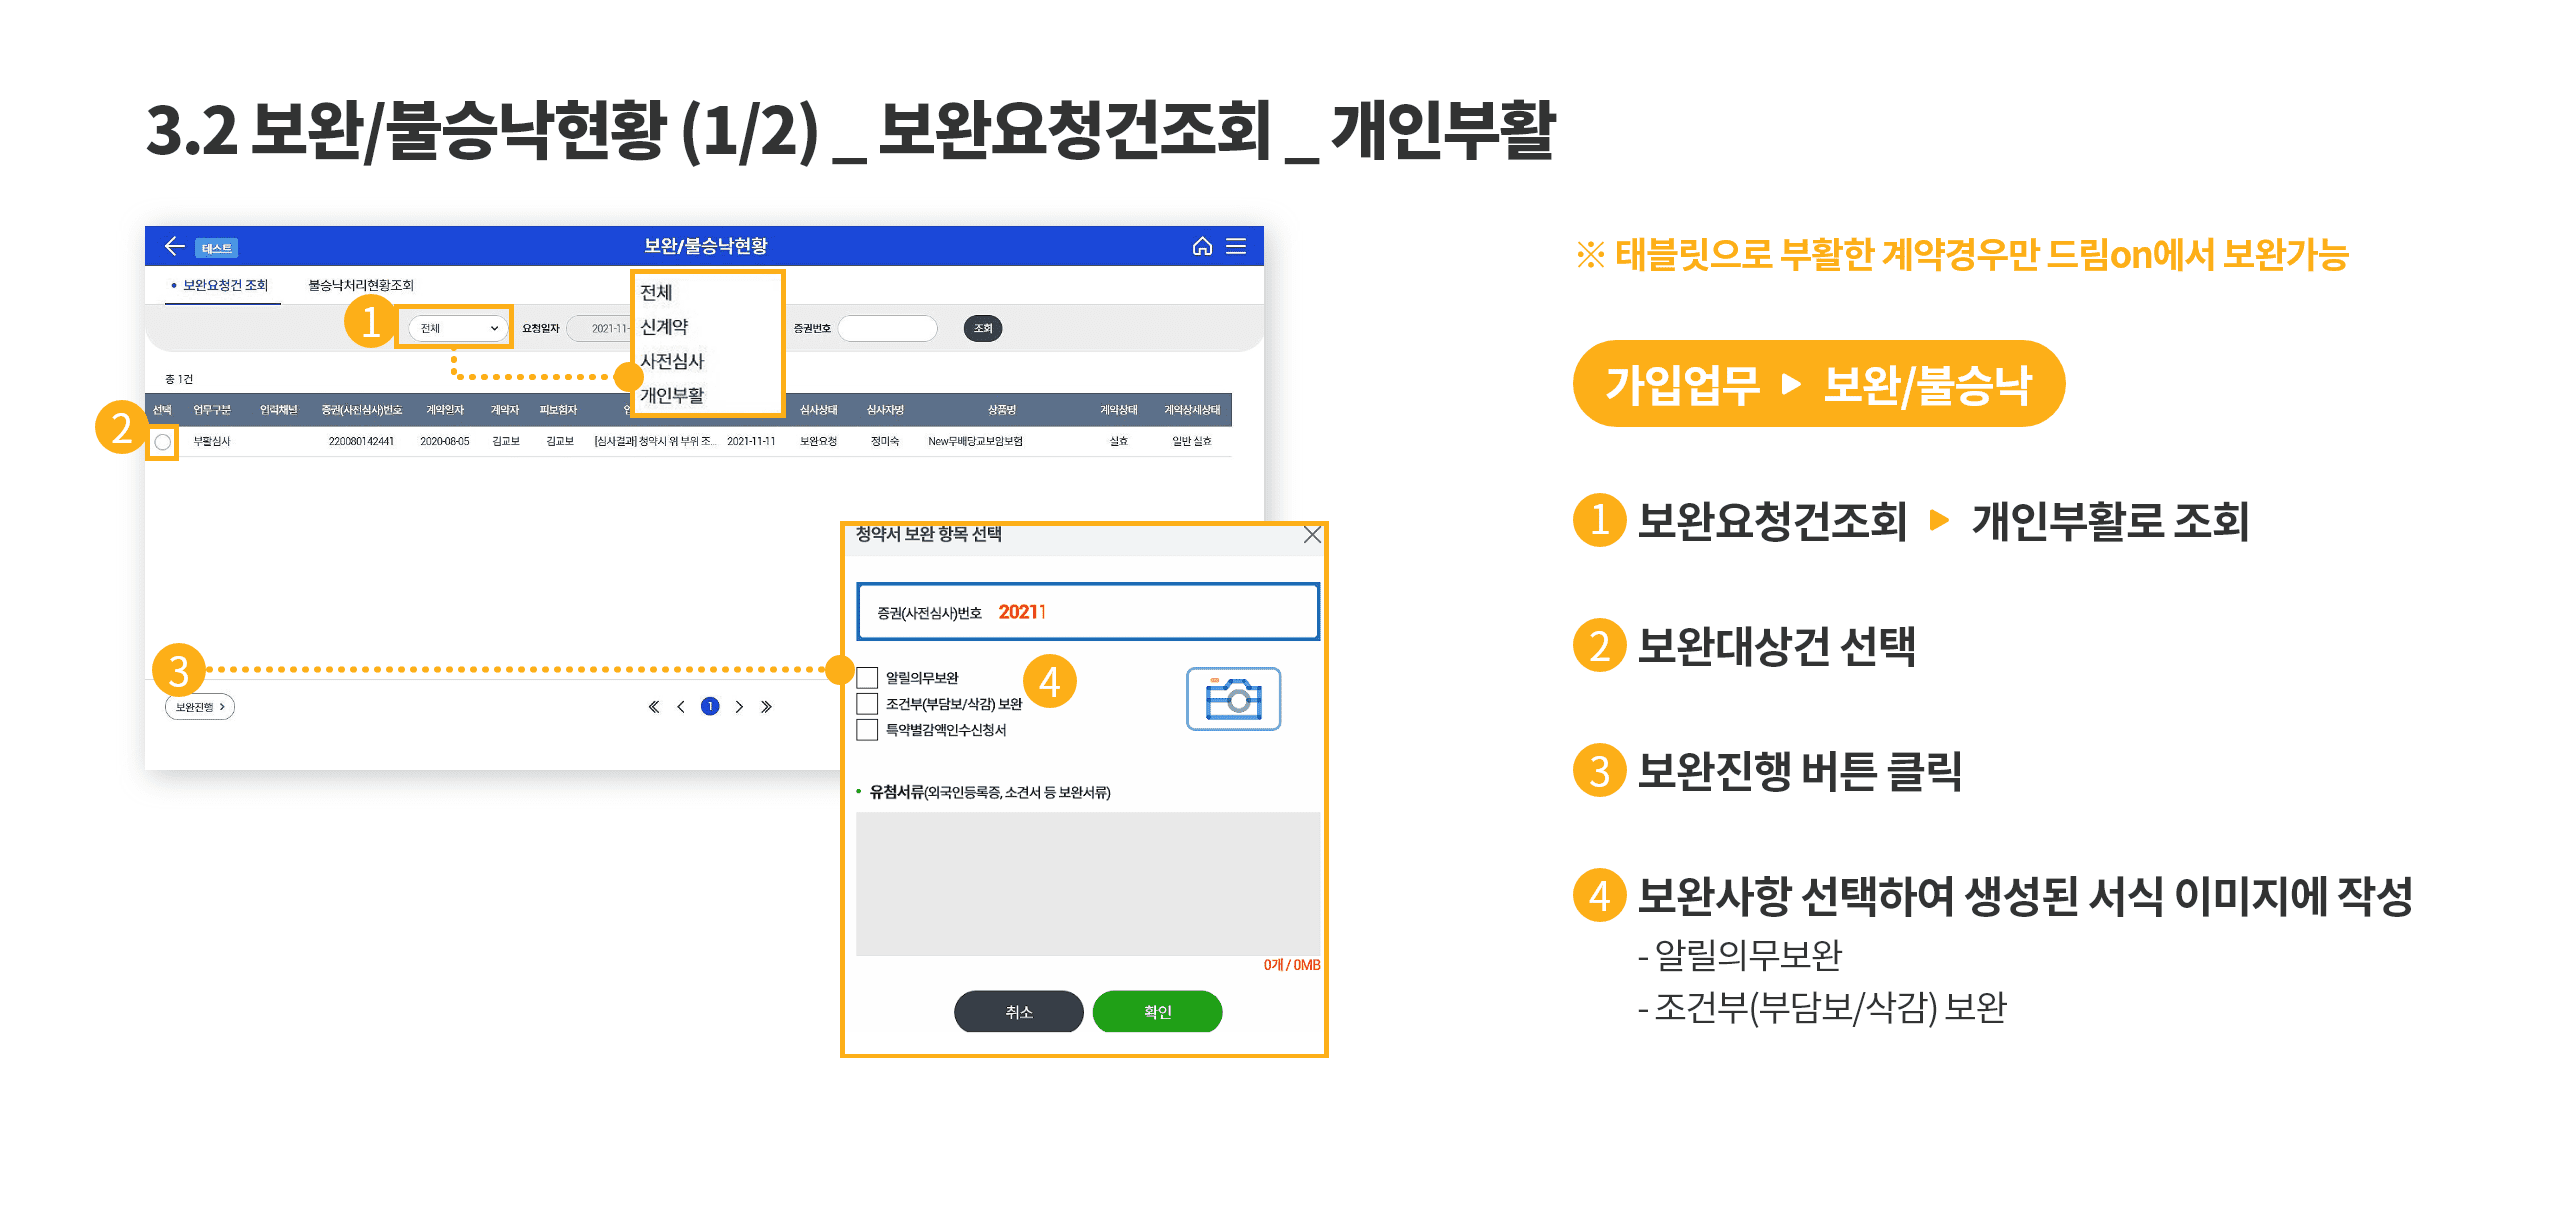 3.2 보완/불승낙현황 (1/2) _ 보완요청건조회 _ 개인부활
테스트
보완/불승낙현황
• 보완요청건 조회
불승낙처리현황조회
1
전체
요청일자
2021-11-
증권번호
조회
전체
신계약
사전심사
개인부활
총 1건
2
선택 업무구분 입력채널 증권(사전심사)번호 계약일자 계약자 피보험자 심사상태 심사자명 상품명 계약상태 계약상세상태
부활심사 220080142441 2020-08-05 김교보 김교보 [심사결과] 청약시 위 부위 조... 2021-11-11 보완요청 정미숙 New무배당교보암보험 실효 일반 실효
3
보완진행 >
1
청약서 보완 항목 선택
증권(사전심사)번호 20211
4
알릴의무보완
조건부(부담보/삭감) 보완
특약별감액인수신청서
• 유첨서류(외국인등록증, 소견서 등 보완서류)
0개 / 0MB
취소
확인
※ 태블릿으로 부활한 계약경우만 드림on에서 보완가능
가입업무 ▶ 보완/불승낙
1 보완요청건조회 ▶ 개인부활로 조회
2 보완대상건 선택
3 보완진행 버튼 클릭
4 보완사항 선택하여 생성된 서식 이미지에 작성
- 알릴의무보완
- 조건부(부담보/삭감) 보완